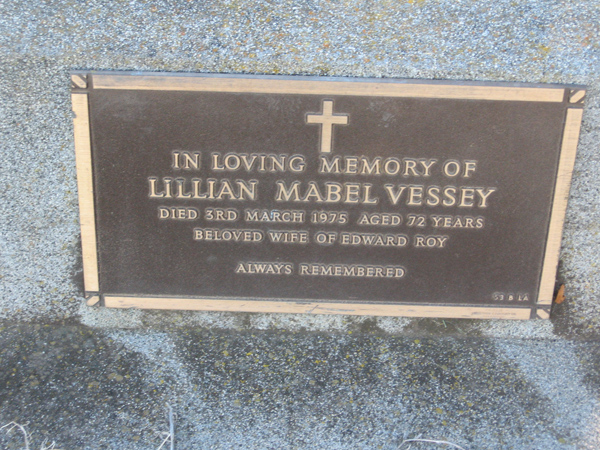 IN LOVING MEMORY OF
LILLIAN MABEL VESSEY
DIED 3RD MARCH 1975 AGED 72 YEARS
BELOVED WIFE OF EDWARD ROY
ALWAYS REMEMBERED
B LA